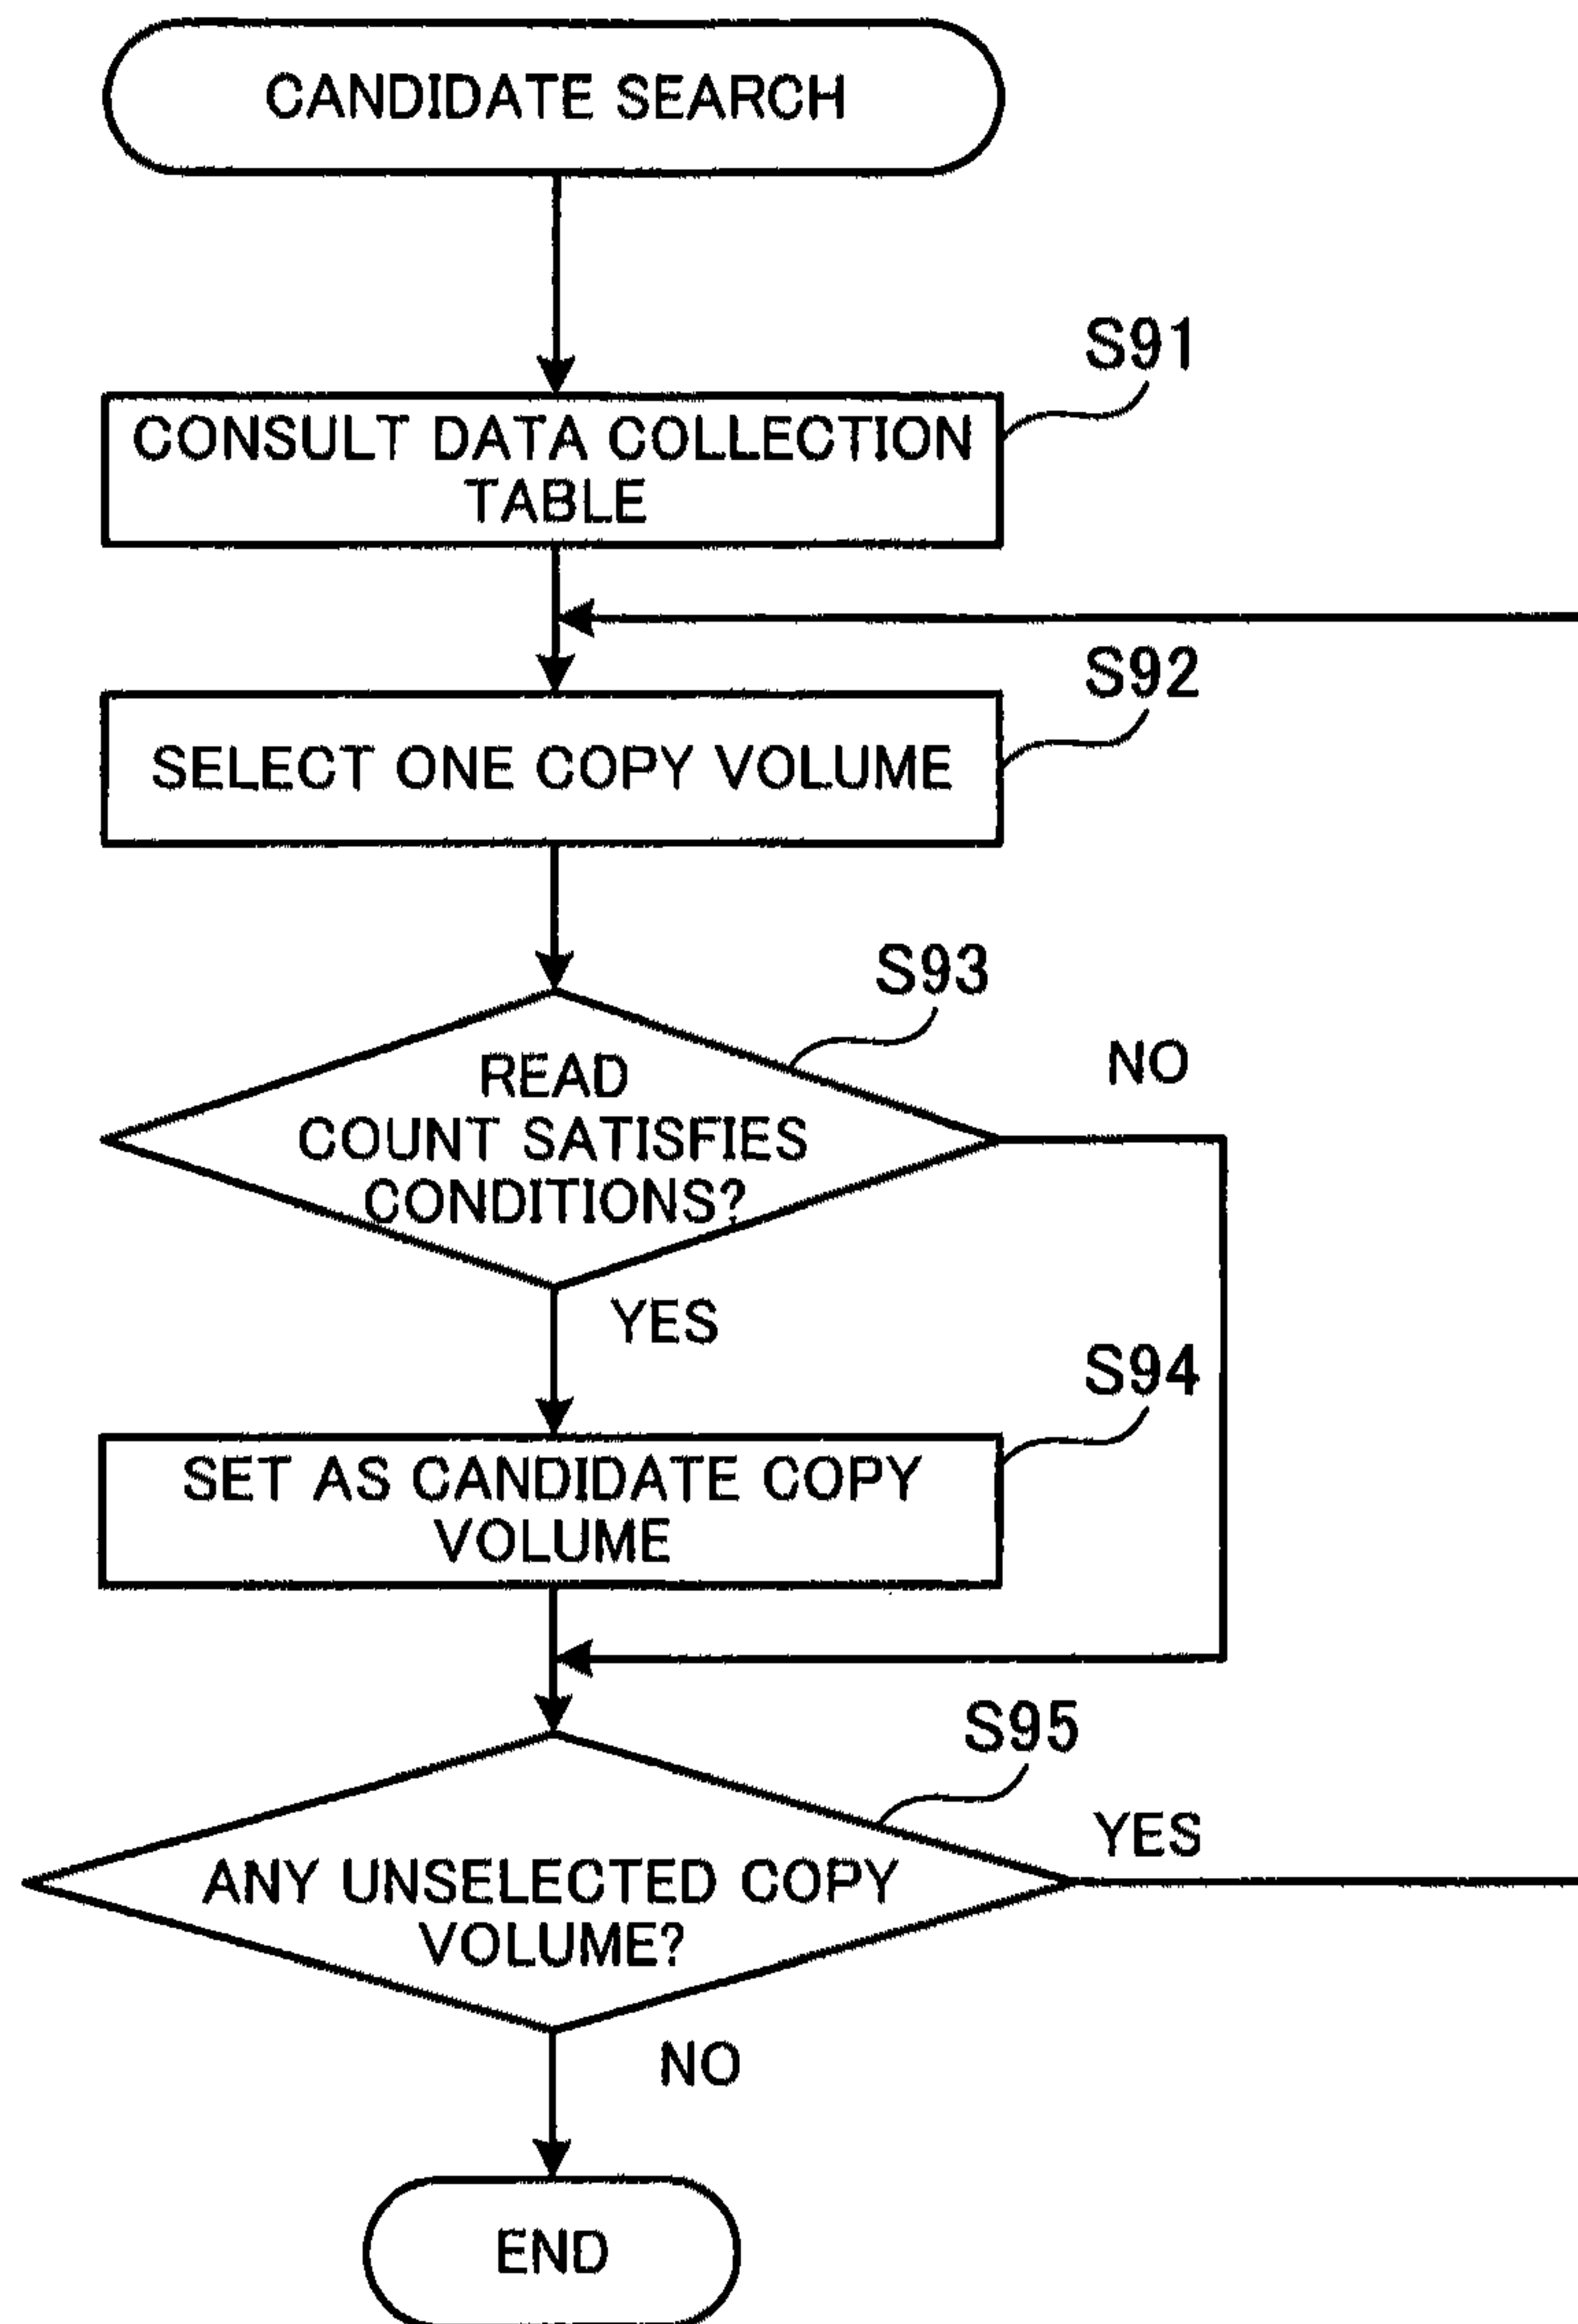 CANDIDATE SEARCH
S91
CONSULT DATA COLLECTION
TABLE
S92
SELECT ONE COPY VOLUME
S93
READ
COUNT SATISFIES
CONDITIONS?
NO
YES
S94
SET AS CANDIDATE COPY
VOLUME
S95
ANY UNSELECTED COPY
VOLUME?
YES
NO
END